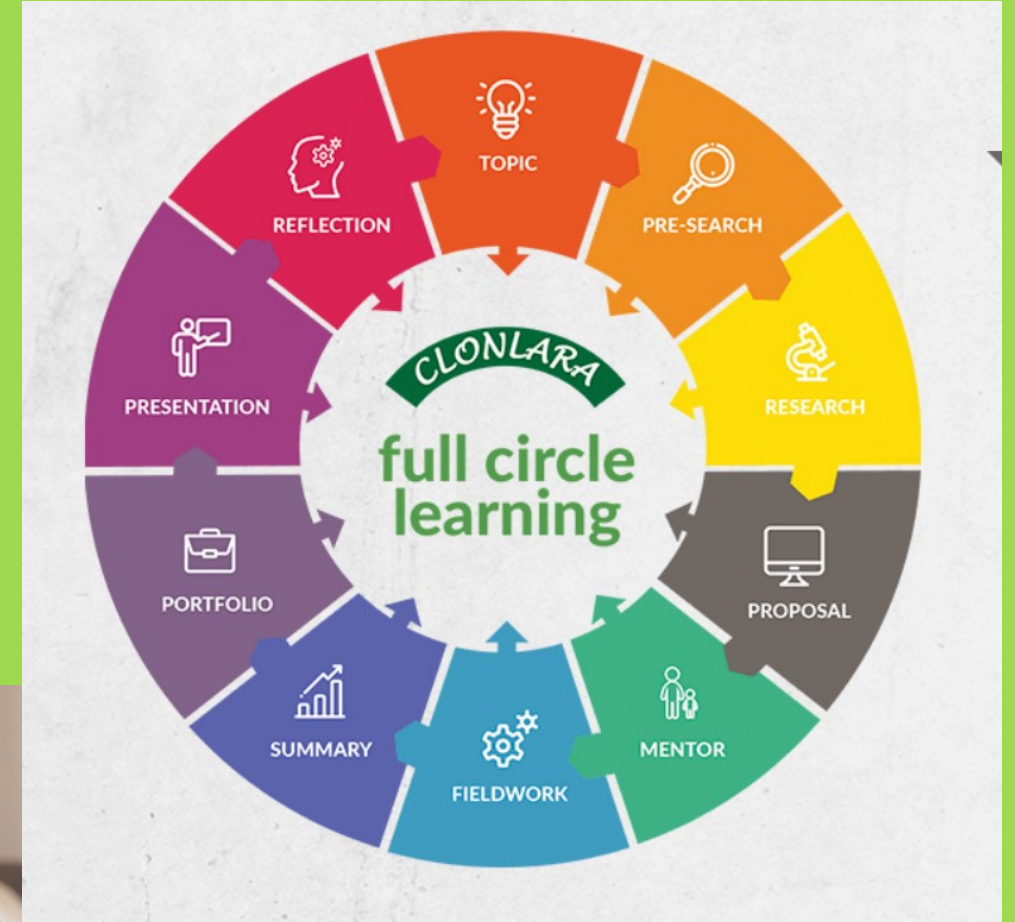 TOPIC
PRE-SEARCH
RESEARCH
PROPOSAL
MENTOR
FIELDWORK
SUMMARY
PORTFOLIO
PRESENTATION
REFLECTION
CLONLARA
full circle
learning